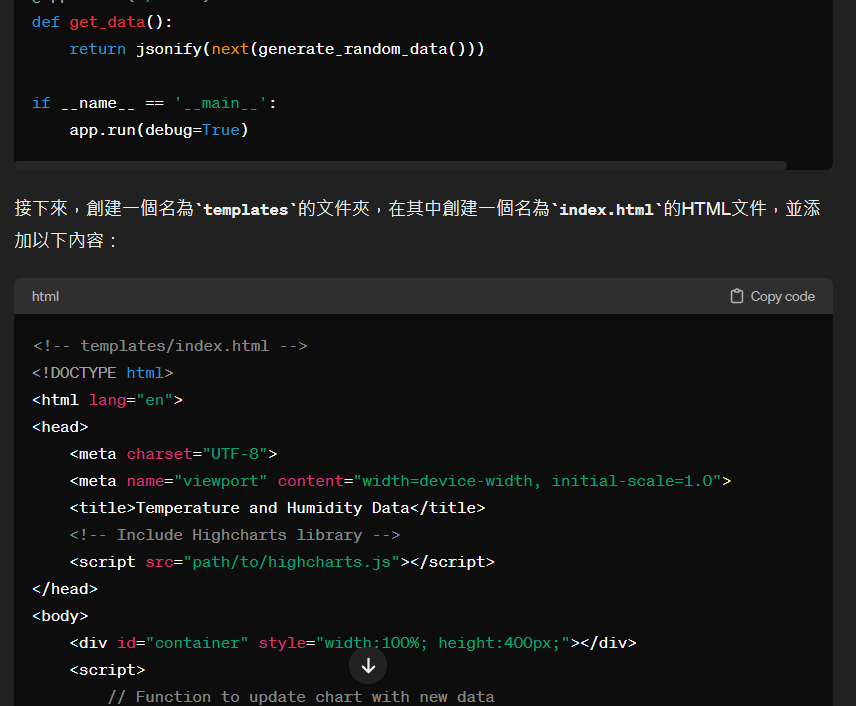 def get_data():
    return jsonify(next(generate_random_data()))
if __name__ == '__main__':
    app.run(debug=True)
接下來，創建一個名為`templates`的文件夾，在其中創建一個名為`index.html`的HTML文件，並添
加以下內容：
html Copy code
<!-- templates/index.html -->
<!DOCTYPE html>
<html lang="en">
<head>
    <meta charset="UTF-8">
    <meta name="viewport" content="width=device-width, initial-scale=1.0">
    <title>Temperature and Humidity Data</title>
    <!-- Include Highcharts library -->
    <script src="path/to/highcharts.js"></script>
</head>
<body>
    <div id="container" style="width:100%; height:400px;"></div>
    <script>
        // Function to update chart with new data